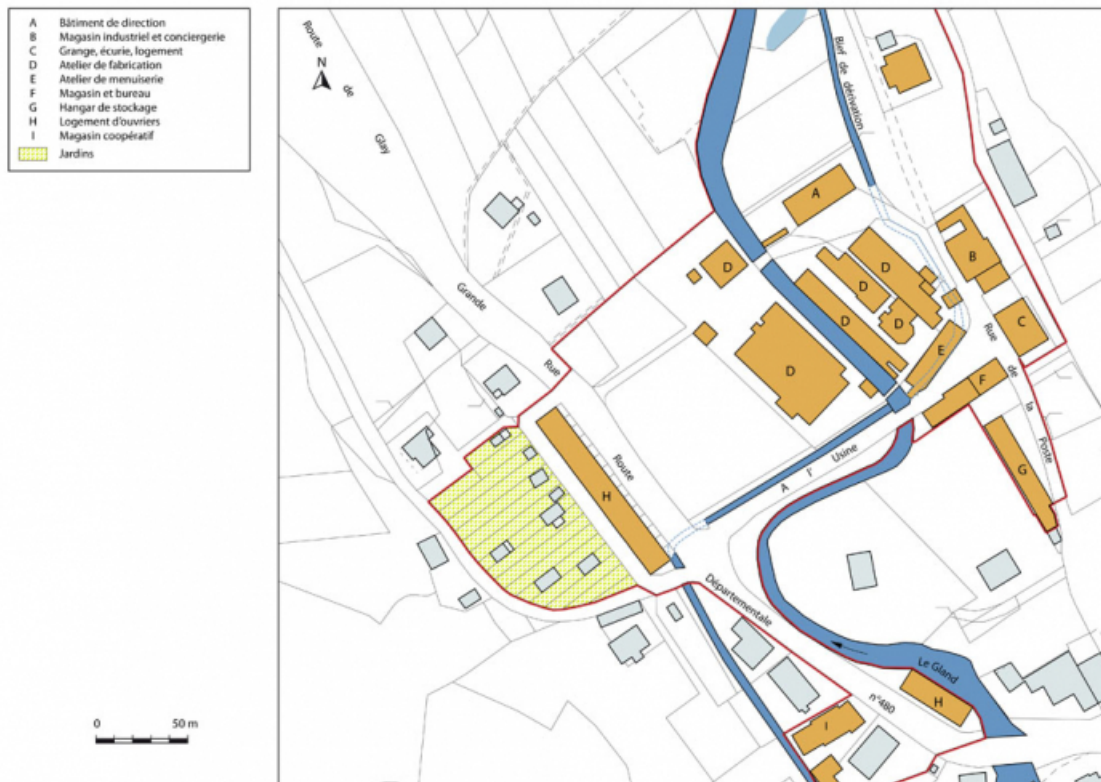 A Bâtiment de direction
B Magasin industriel et conciergerie
C Grange, écurie, logement
D Atelier de fabrication
E Atelier de menuiserie
F Magasin et bureau
G Hangar de stockage
H Logement d'ouvriers
I Magasin coopératif
Jardins
N
Route de Glay
Bief de dérivation
A
B
D
D
D
D
D
D
C
E
F
G
Grande Rue
Rue de la Poste
A l'Usine
Route Départementale n°480
H
Le Gland
H
I
0 50 m